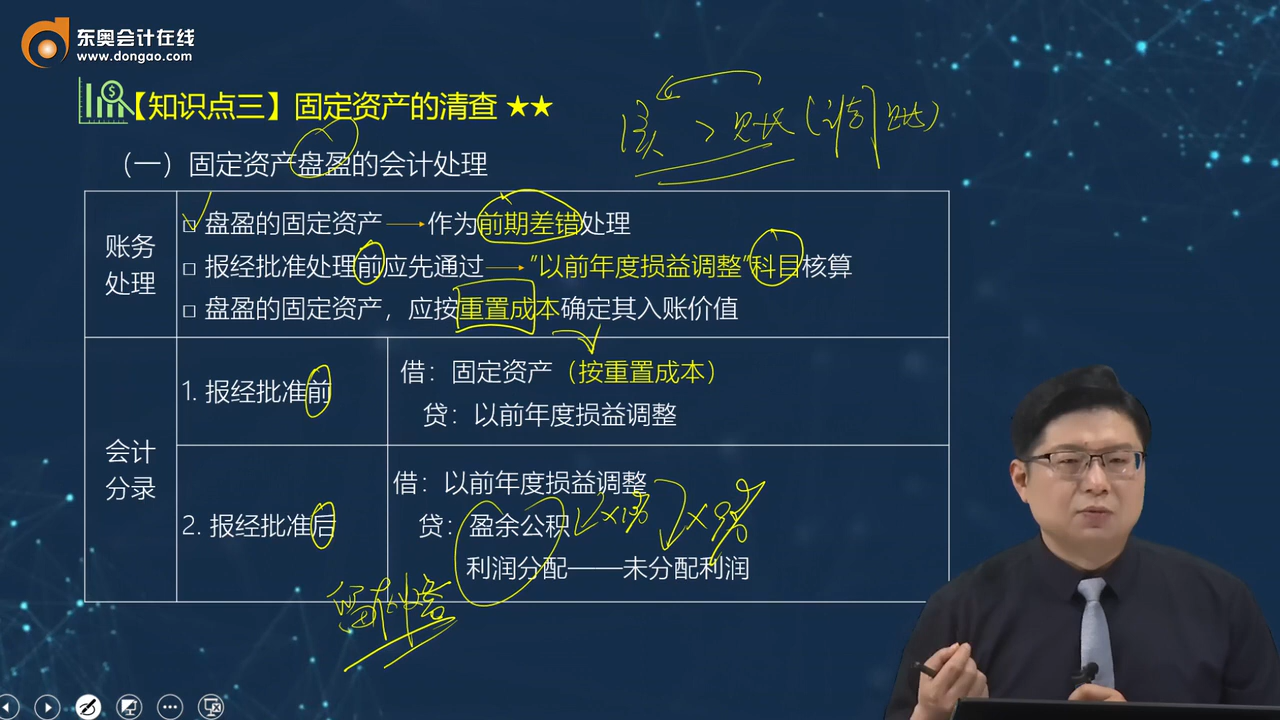 东奥会计在线
www.dongao.com
【知识点三】固定资产的清查 ★★
(一)固定资产盘盈的会计处理
账务处理
□ 盘盈的固定资产 → 作为前期差错处理
□ 报经批准处理前应先通过 → "以前年度损益调整"科目核算
□ 盘盈的固定资产，应按重置成本确定其入账价值
会计分录
1. 报经批准前
借：固定资产（按重置成本）
贷：以前年度损益调整
2. 报经批准后
借：以前年度损益调整
贷：盈余公积
利润分配——未分配利润
留存收益